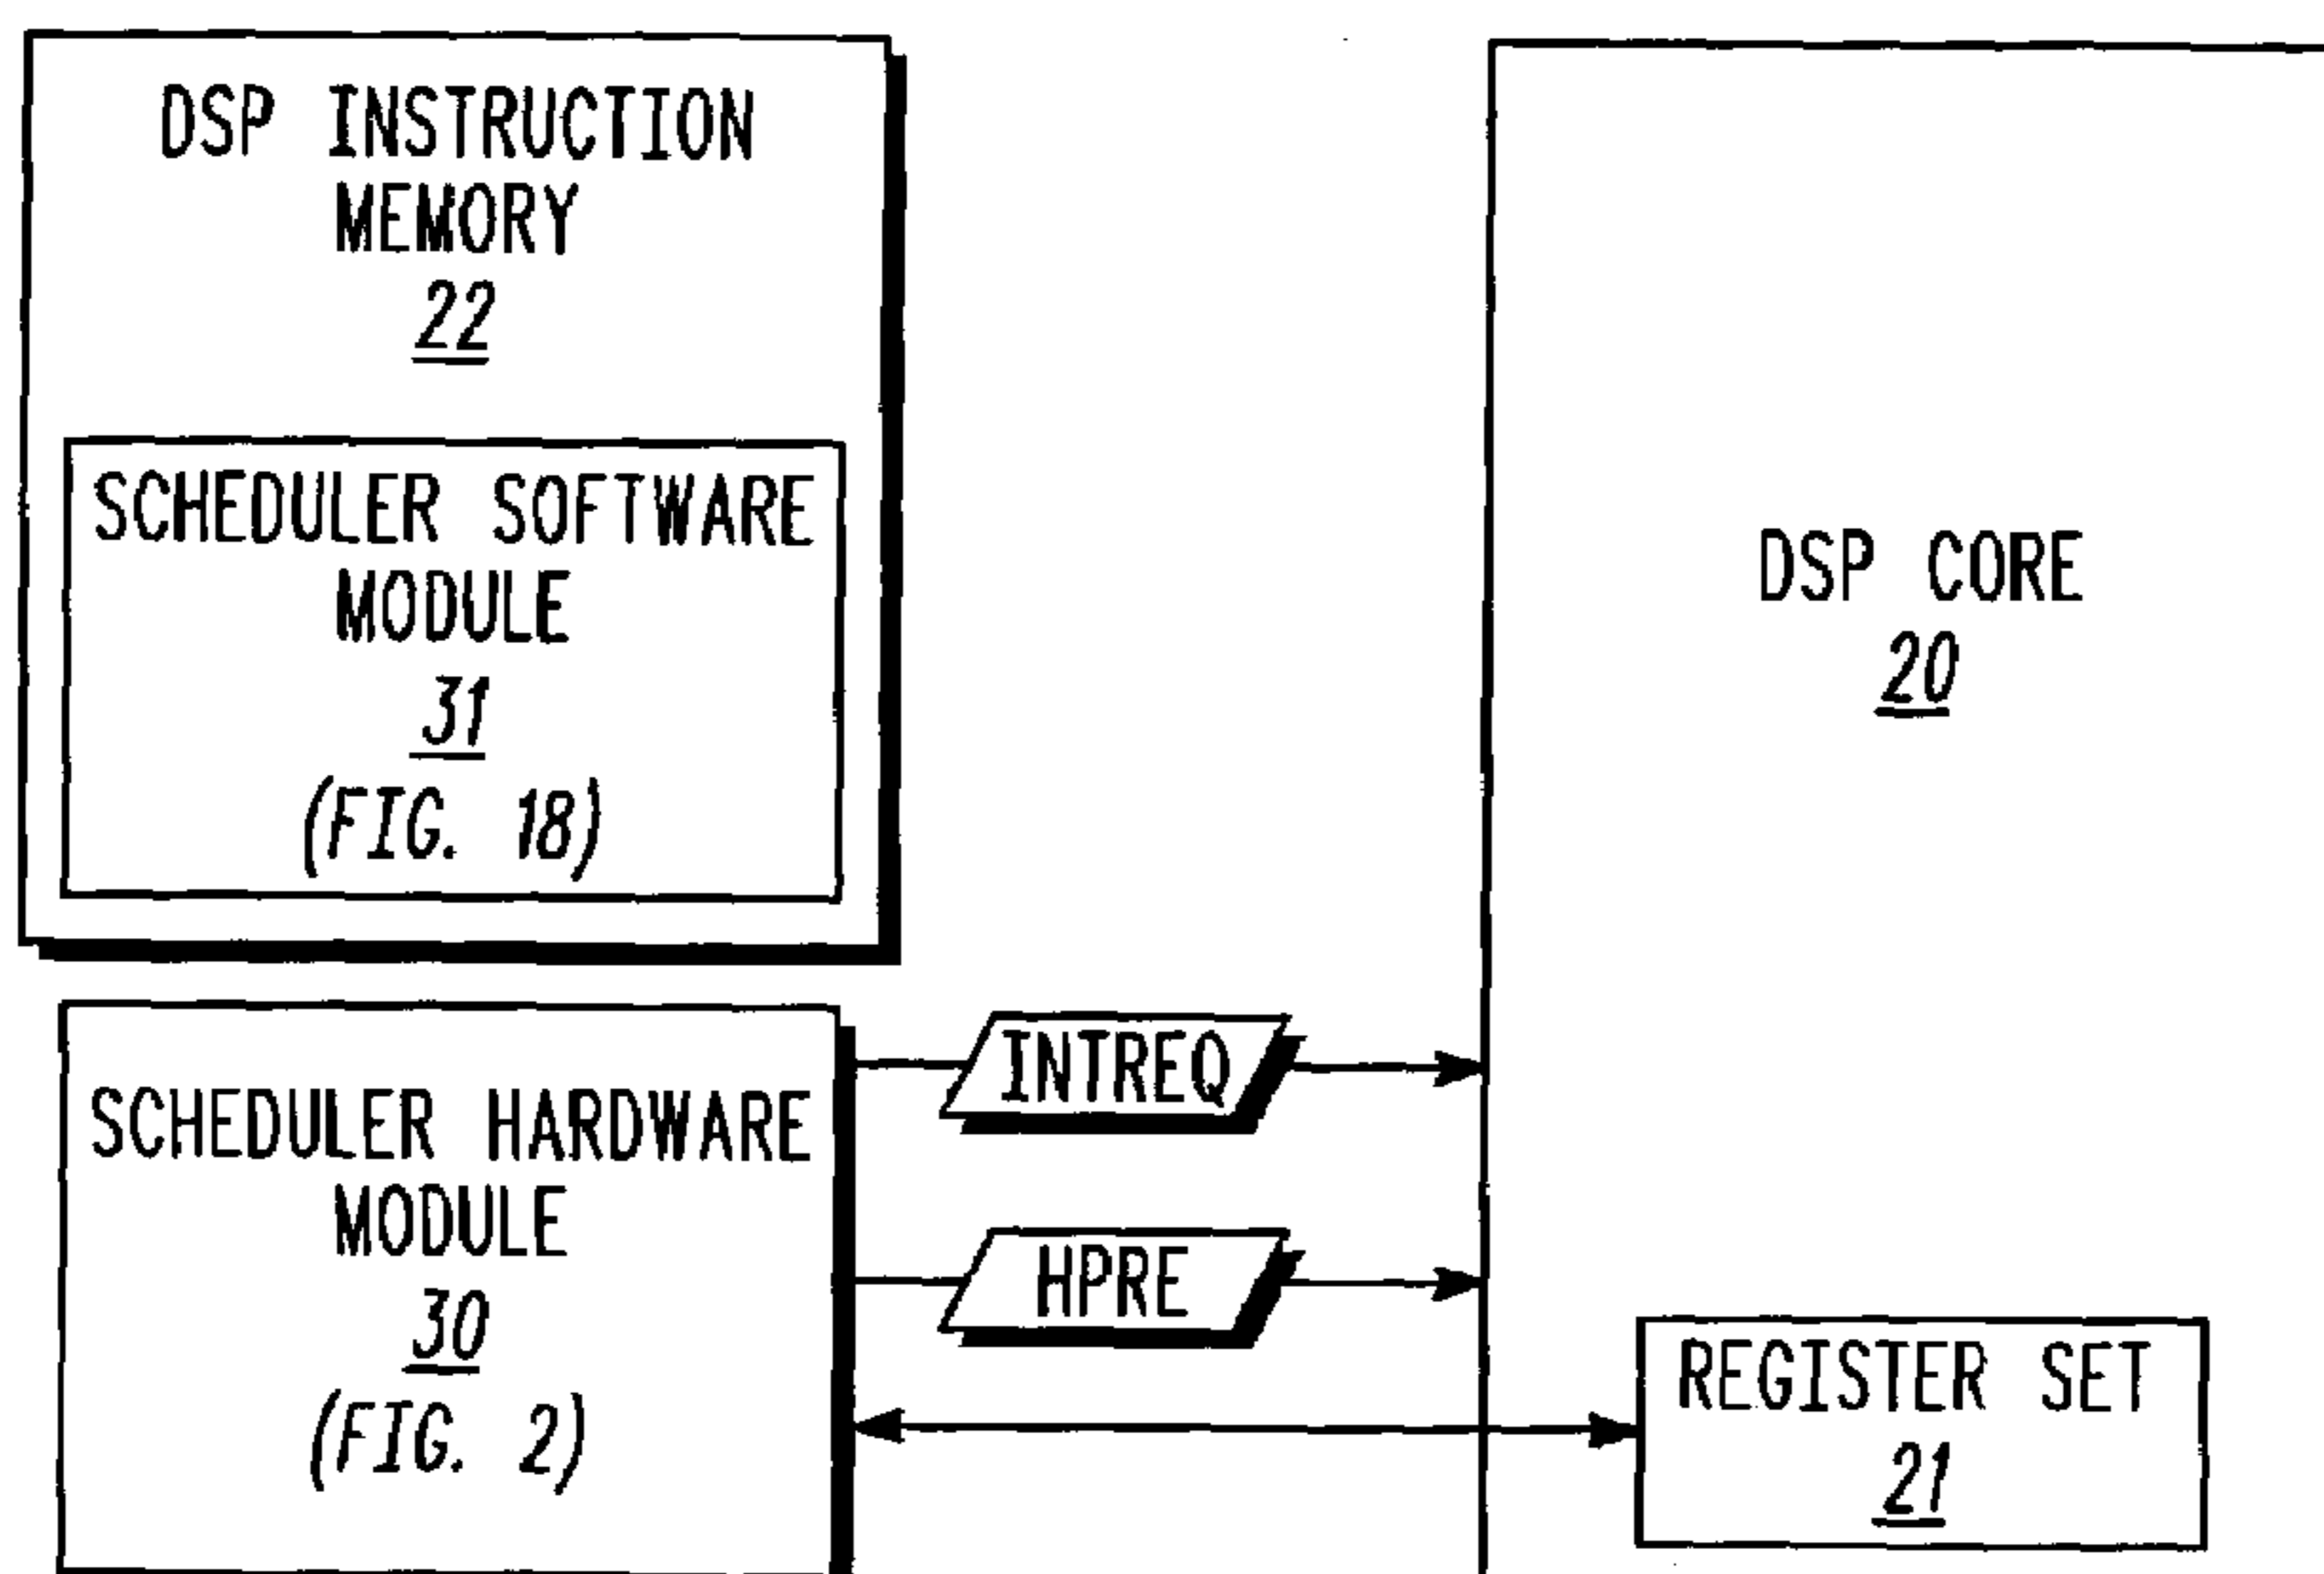 DSP INSTRUCTION
MEMORY
22
SCHEDULER SOFTWARE
MODULE
31
(FIG. 18)
DSP CORE
20
SCHEDULER HARDWARE
MODULE
30
(FIG. 2)
INTREQ
HPRE
REGISTER SET
21